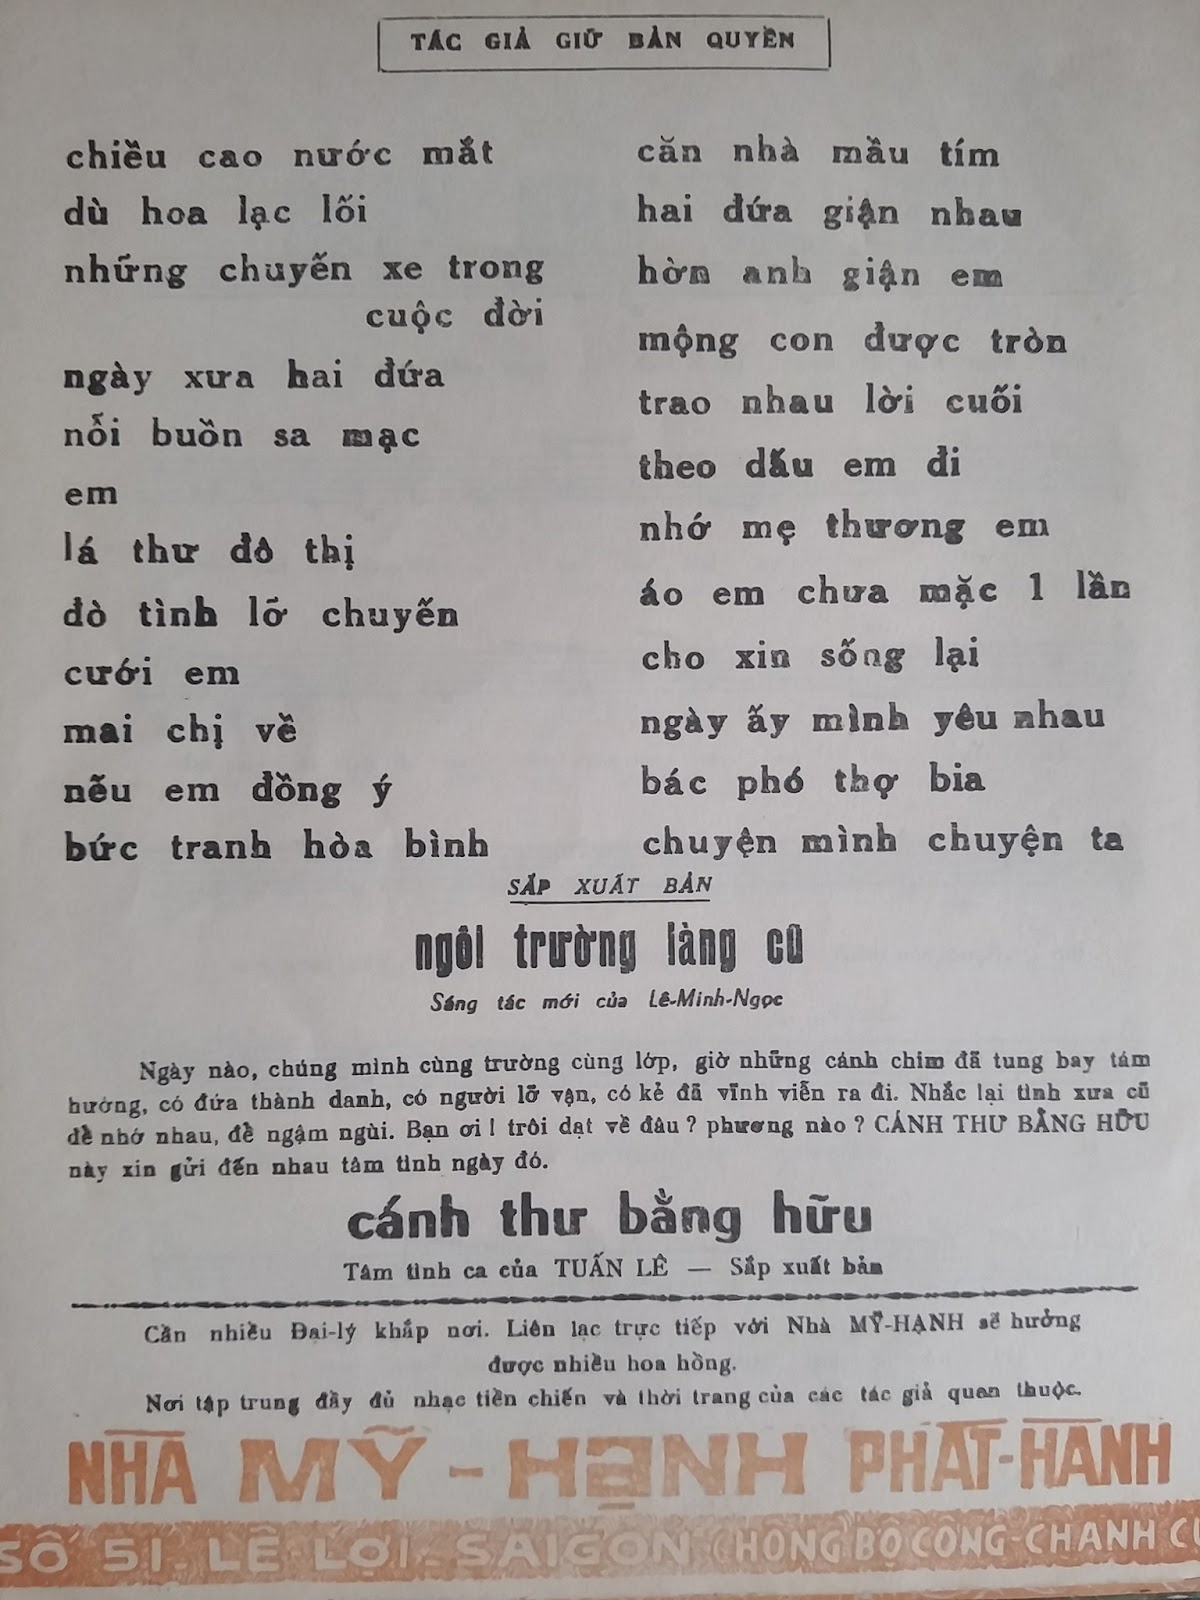 TÁC GIẢ GIỮ BẢN QUYỀN
chiều cao nước mắt
dù hoa lạc lối
những chuyến xe trong
cuộc đời
ngày xưa hai đứa
nỗi buồn sa mạc
em
lá thư đô thị
đò tình lỡ chuyến
cưới em
mai chị về
nếu em đồng ý
bức tranh hòa bình
căn nhà mầu tím
hai đứa giận nhau
hờn anh giận em
mộng con được tròn
trao nhau lời cuối
theo dấu em đi
nhớ mẹ thương em
áo em chưa mặc 1 lần
cho xin sống lại
ngày ấy mình yêu nhau
bác phó thợ bia
chuyện mình chuyện ta
SẮP XUẤT BẢN
ngôi trường làng cũ
Sáng tác mới của Lê-Minh-Ngọc
Ngày nào, chúng mình cùng trường cùng lớp, giờ những cánh chim đã tung bay tám
hướng, có đứa thành danh, có người lỡ vận, có kẻ đã vĩnh viễn ra đi. Nhắc lại tình xưa cũ
để nhớ nhau, để ngậm ngùi. Bạn ơi ! trôi dạt về đâu ? phương nào ? CÁNH THƯ BẰNG HỮU
này xin gửi đến nhau tâm tình ngày đó.
cánh thư bằng hữu
Tâm tình ca của TUẤN LÊ — Sắp xuất bản
Cần nhiều Đại-lý khắp nơi. Liên lạc trực tiếp với Nhà MỸ-HẠNH sẽ hưởng
được nhiều hoa hồng.
Nơi tập trung đầy đủ nhạc tiền chiến và thời trang của các tác giả quen thuộc.
NHÀ MỸ - HẠNH PHÁT-HÀNH
SỐ 51 - LÊ-LỢI - SAIGON (HÔNG BỘ CÔNG-CHÁNH